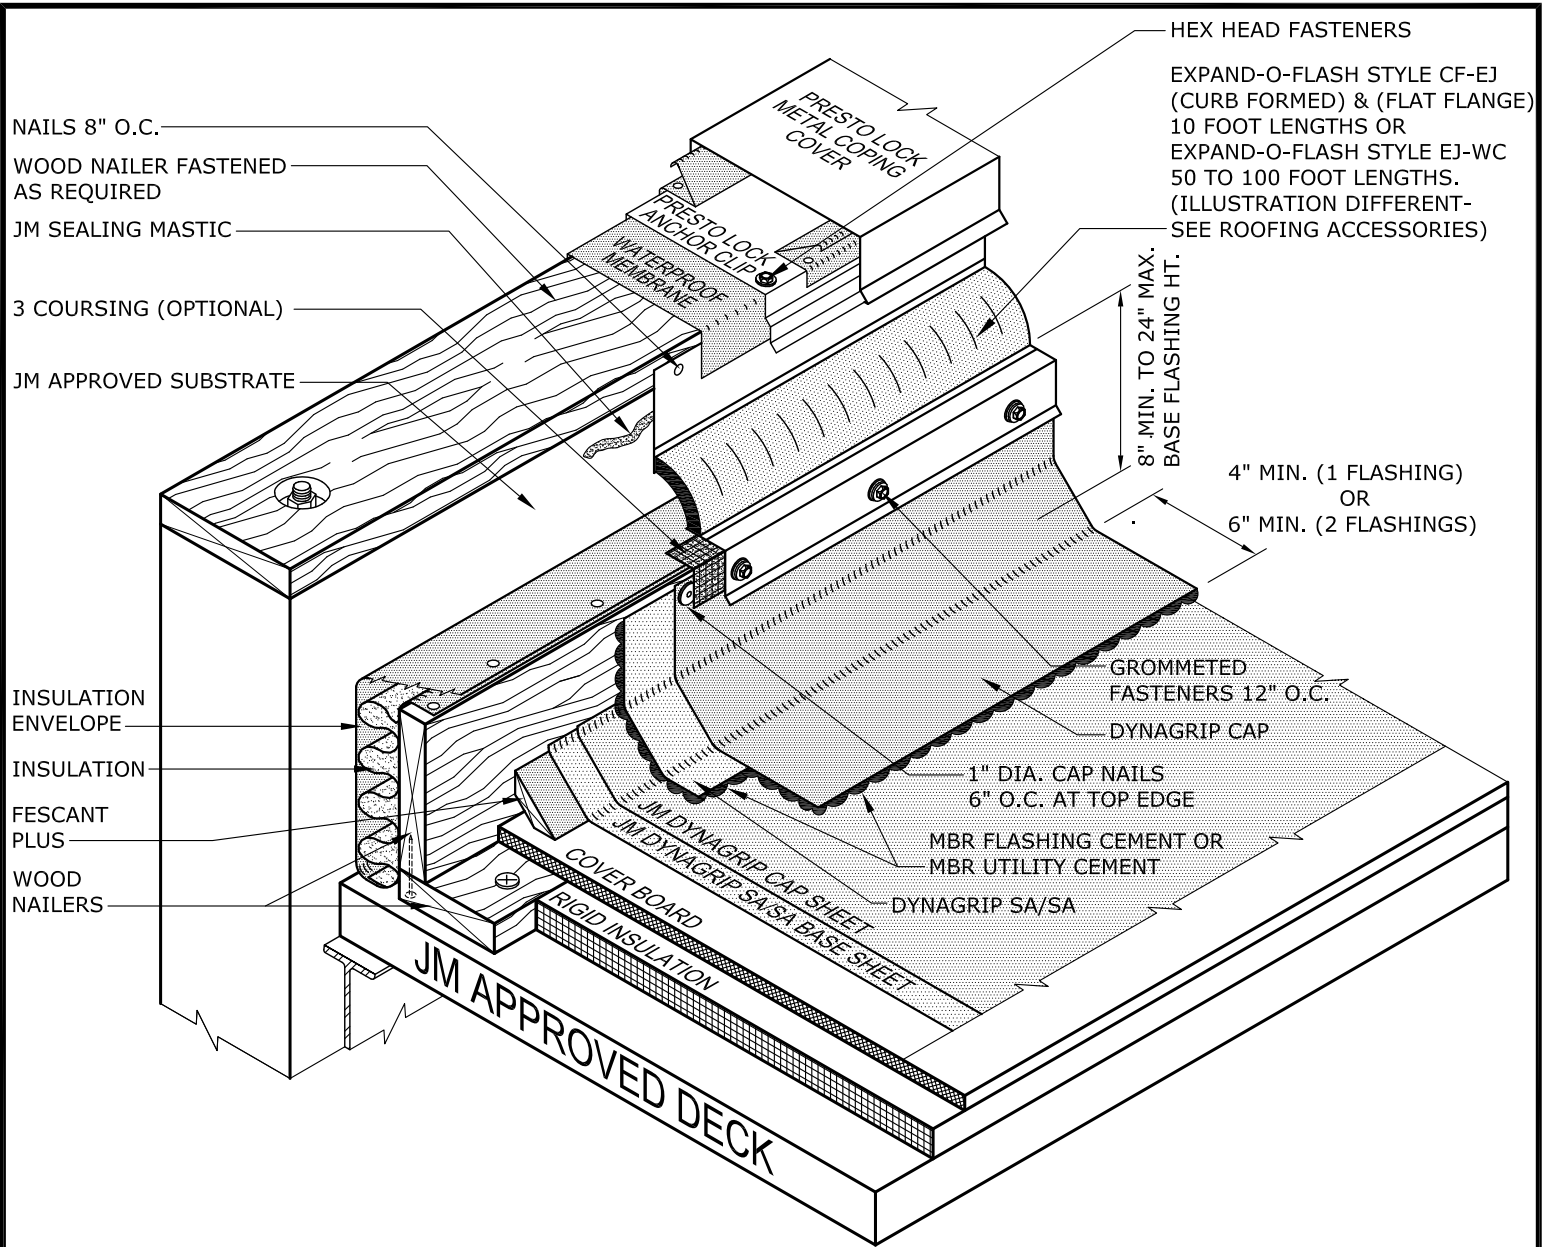 HEX HEAD FASTENERS
EXPAND-O-FLASH STYLE CF-EJ
(CURB FORMED) & (FLAT FLANGE)
10 FOOT LENGTHS OR
EXPAND-O-FLASH STYLE EJ-WC
50 TO 100 FOOT LENGTHS.
(ILLUSTRATION DIFFERENT-
SEE ROOFING ACCESSORIES)
NAILS 8" O.C.
WOOD NAILER FASTENED
AS REQUIRED
JM SEALING MASTIC
3 COURSING (OPTIONAL)
JM APPROVED SUBSTRATE
PRESTO LOCK
METAL COPING
COVER
PRESTO LOCK
ANCHOR CLIP
WATERPROOF
MEMBRANE
8" MIN. TO 24" MAX.
BASE FLASHING HT.
4" MIN. (1 FLASHING)
OR
6" MIN. (2 FLASHINGS)
INSULATION
ENVELOPE
INSULATION
FESCANT
PLUS
WOOD
NAILERS
GROMMETED
FASTENERS 12" O.C.
DYNAGRIP CAP
1" DIA. CAP NAILS
6" O.C. AT TOP EDGE
MBR FLASHING CEMENT OR
MBR UTILITY CEMENT
DYNAGRIP SA/SA
JM DYNAGRIP CAP SHEET
JM DYNAGRIP SA/SA BASE SHEET
COVER BOARD
RIGID INSULATION
JM APPROVED DECK